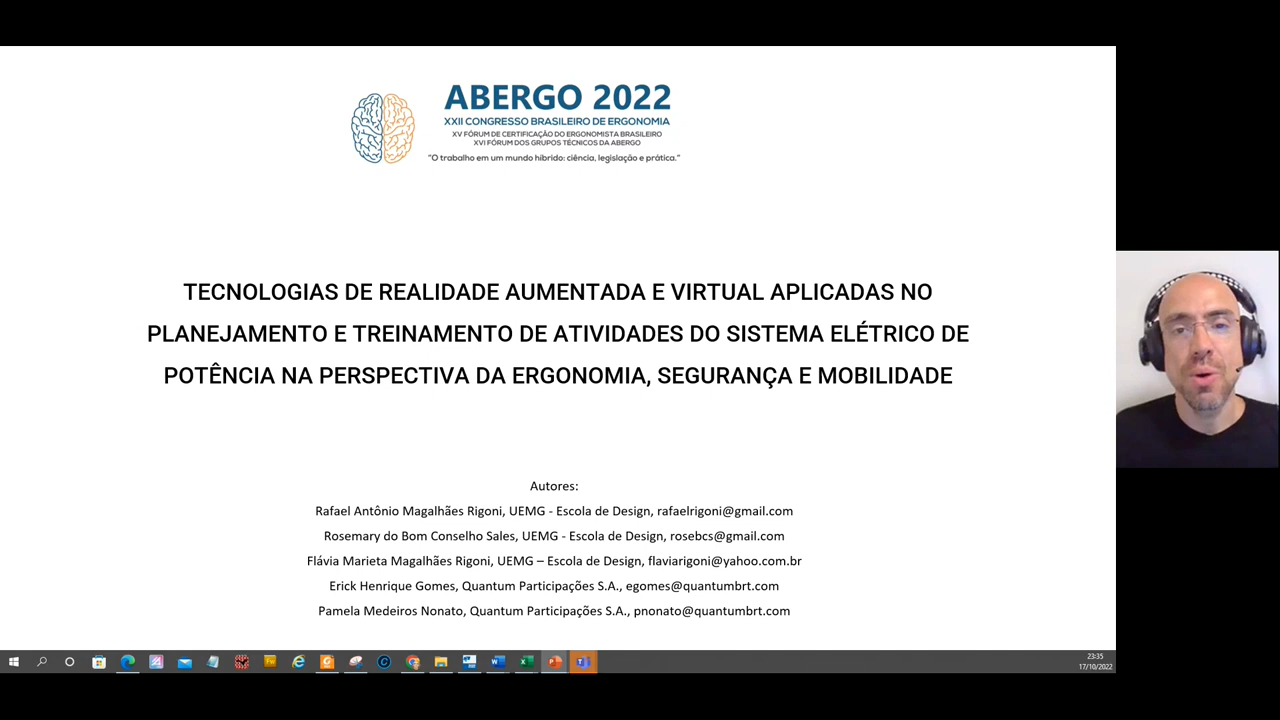 ABERGO 2022
XXII CONGRESSO BRASILEIRO DE ERGONOMIA
XV FÓRUM DE CERTIFICAÇÃO DO ERGONOMISTA BRASILEIRO
XVI FÓRUM DOS GRUPOS TÉCNICOS DA ABERGO
"O trabalho em um mundo híbrido: ciência, legislação e prática."
TECNOLOGIAS DE REALIDADE AUMENTADA E VIRTUAL APLICADAS NO
PLANEJAMENTO E TREINAMENTO DE ATIVIDADES DO SISTEMA ELÉTRICO DE
POTÊNCIA NA PERSPECTIVA DA ERGONOMIA, SEGURANÇA E MOBILIDADE
Autores:
Rafael Antônio Magalhães Rigoni, UEMG - Escola de Design, rafaelrigoni@gmail.com
Rosemary do Bom Conselho Sales, UEMG - Escola de Design, rosebcs@gmail.com
Flávia Marieta Magalhães Rigoni, UEMG – Escola de Design, flaviarigoni@yahoo.com.br
Erick Henrique Gomes, Quantum Participações S.A., egomes@quantumbrt.com
Pamela Medeiros Nonato, Quantum Participações S.A., pnonato@quantumbrt.com
23:35
17/10/2022